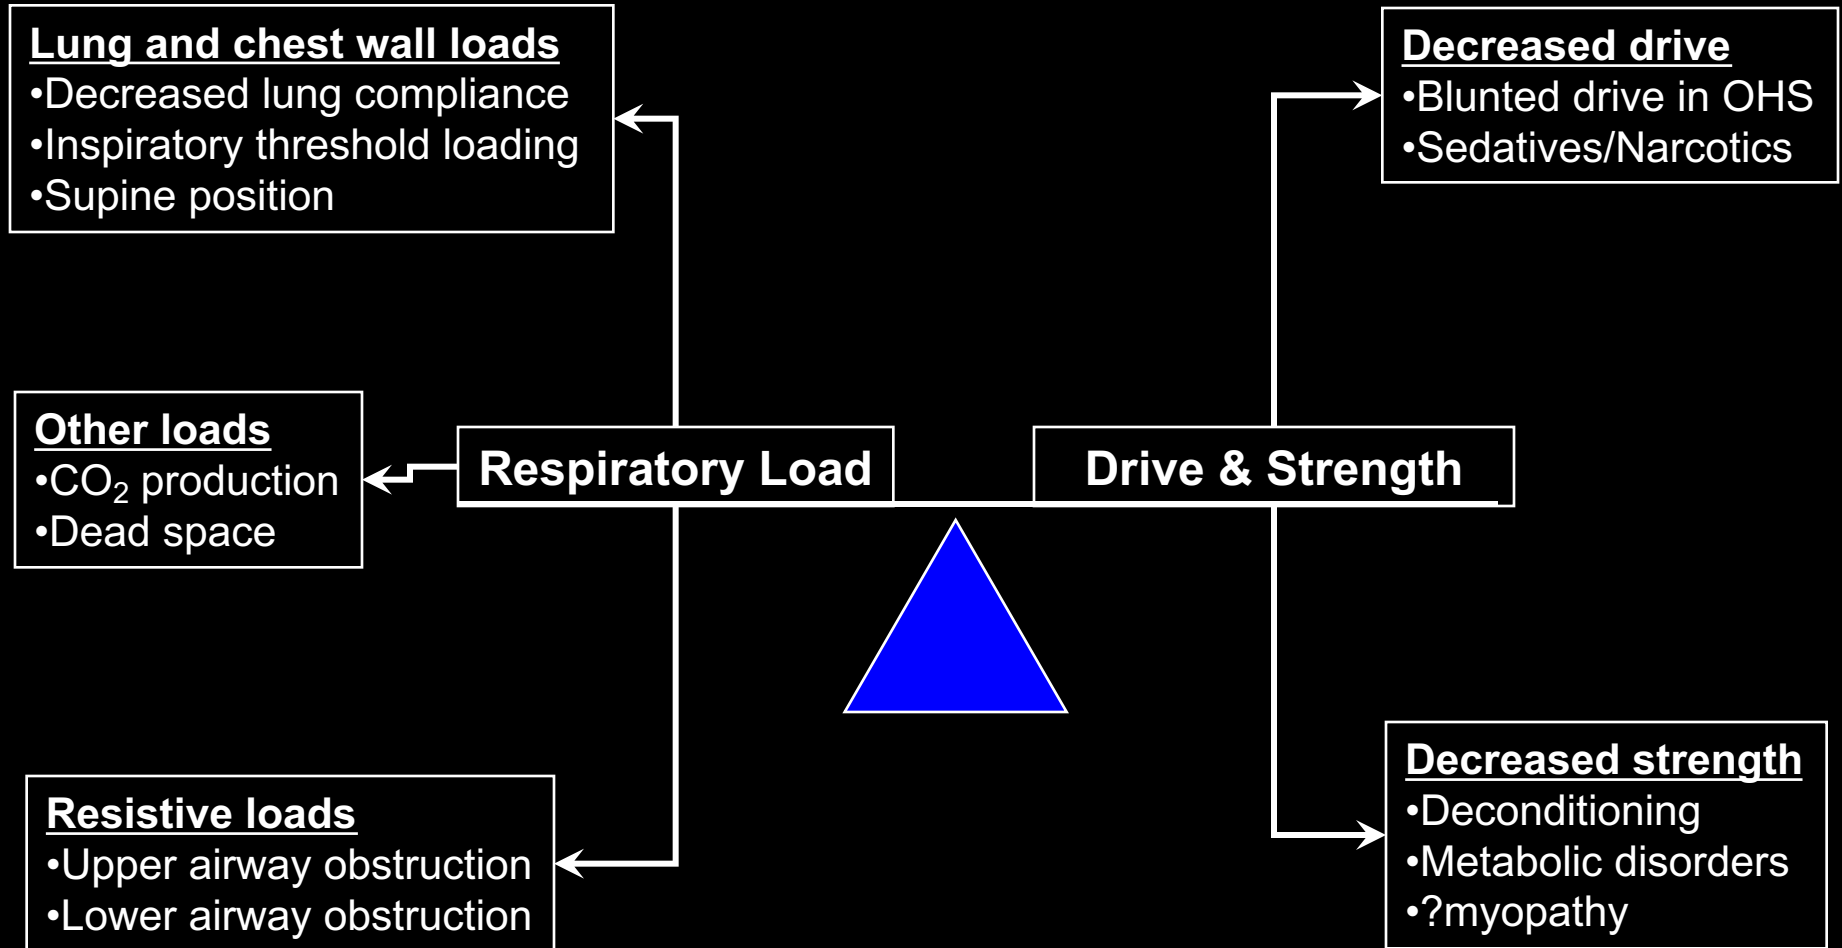 Lung and chest wall loads
•Decreased lung compliance
•Inspiratory threshold loading
•Supine position
Decreased drive
•Blunted drive in OHS
•Sedatives/Narcotics
Other loads
•CO₂ production
•Dead space
Respiratory Load
Drive & Strength
Resistive loads
•Upper airway obstruction
•Lower airway obstruction
Decreased strength
•Deconditioning
•Metabolic disorders
•?myopathy